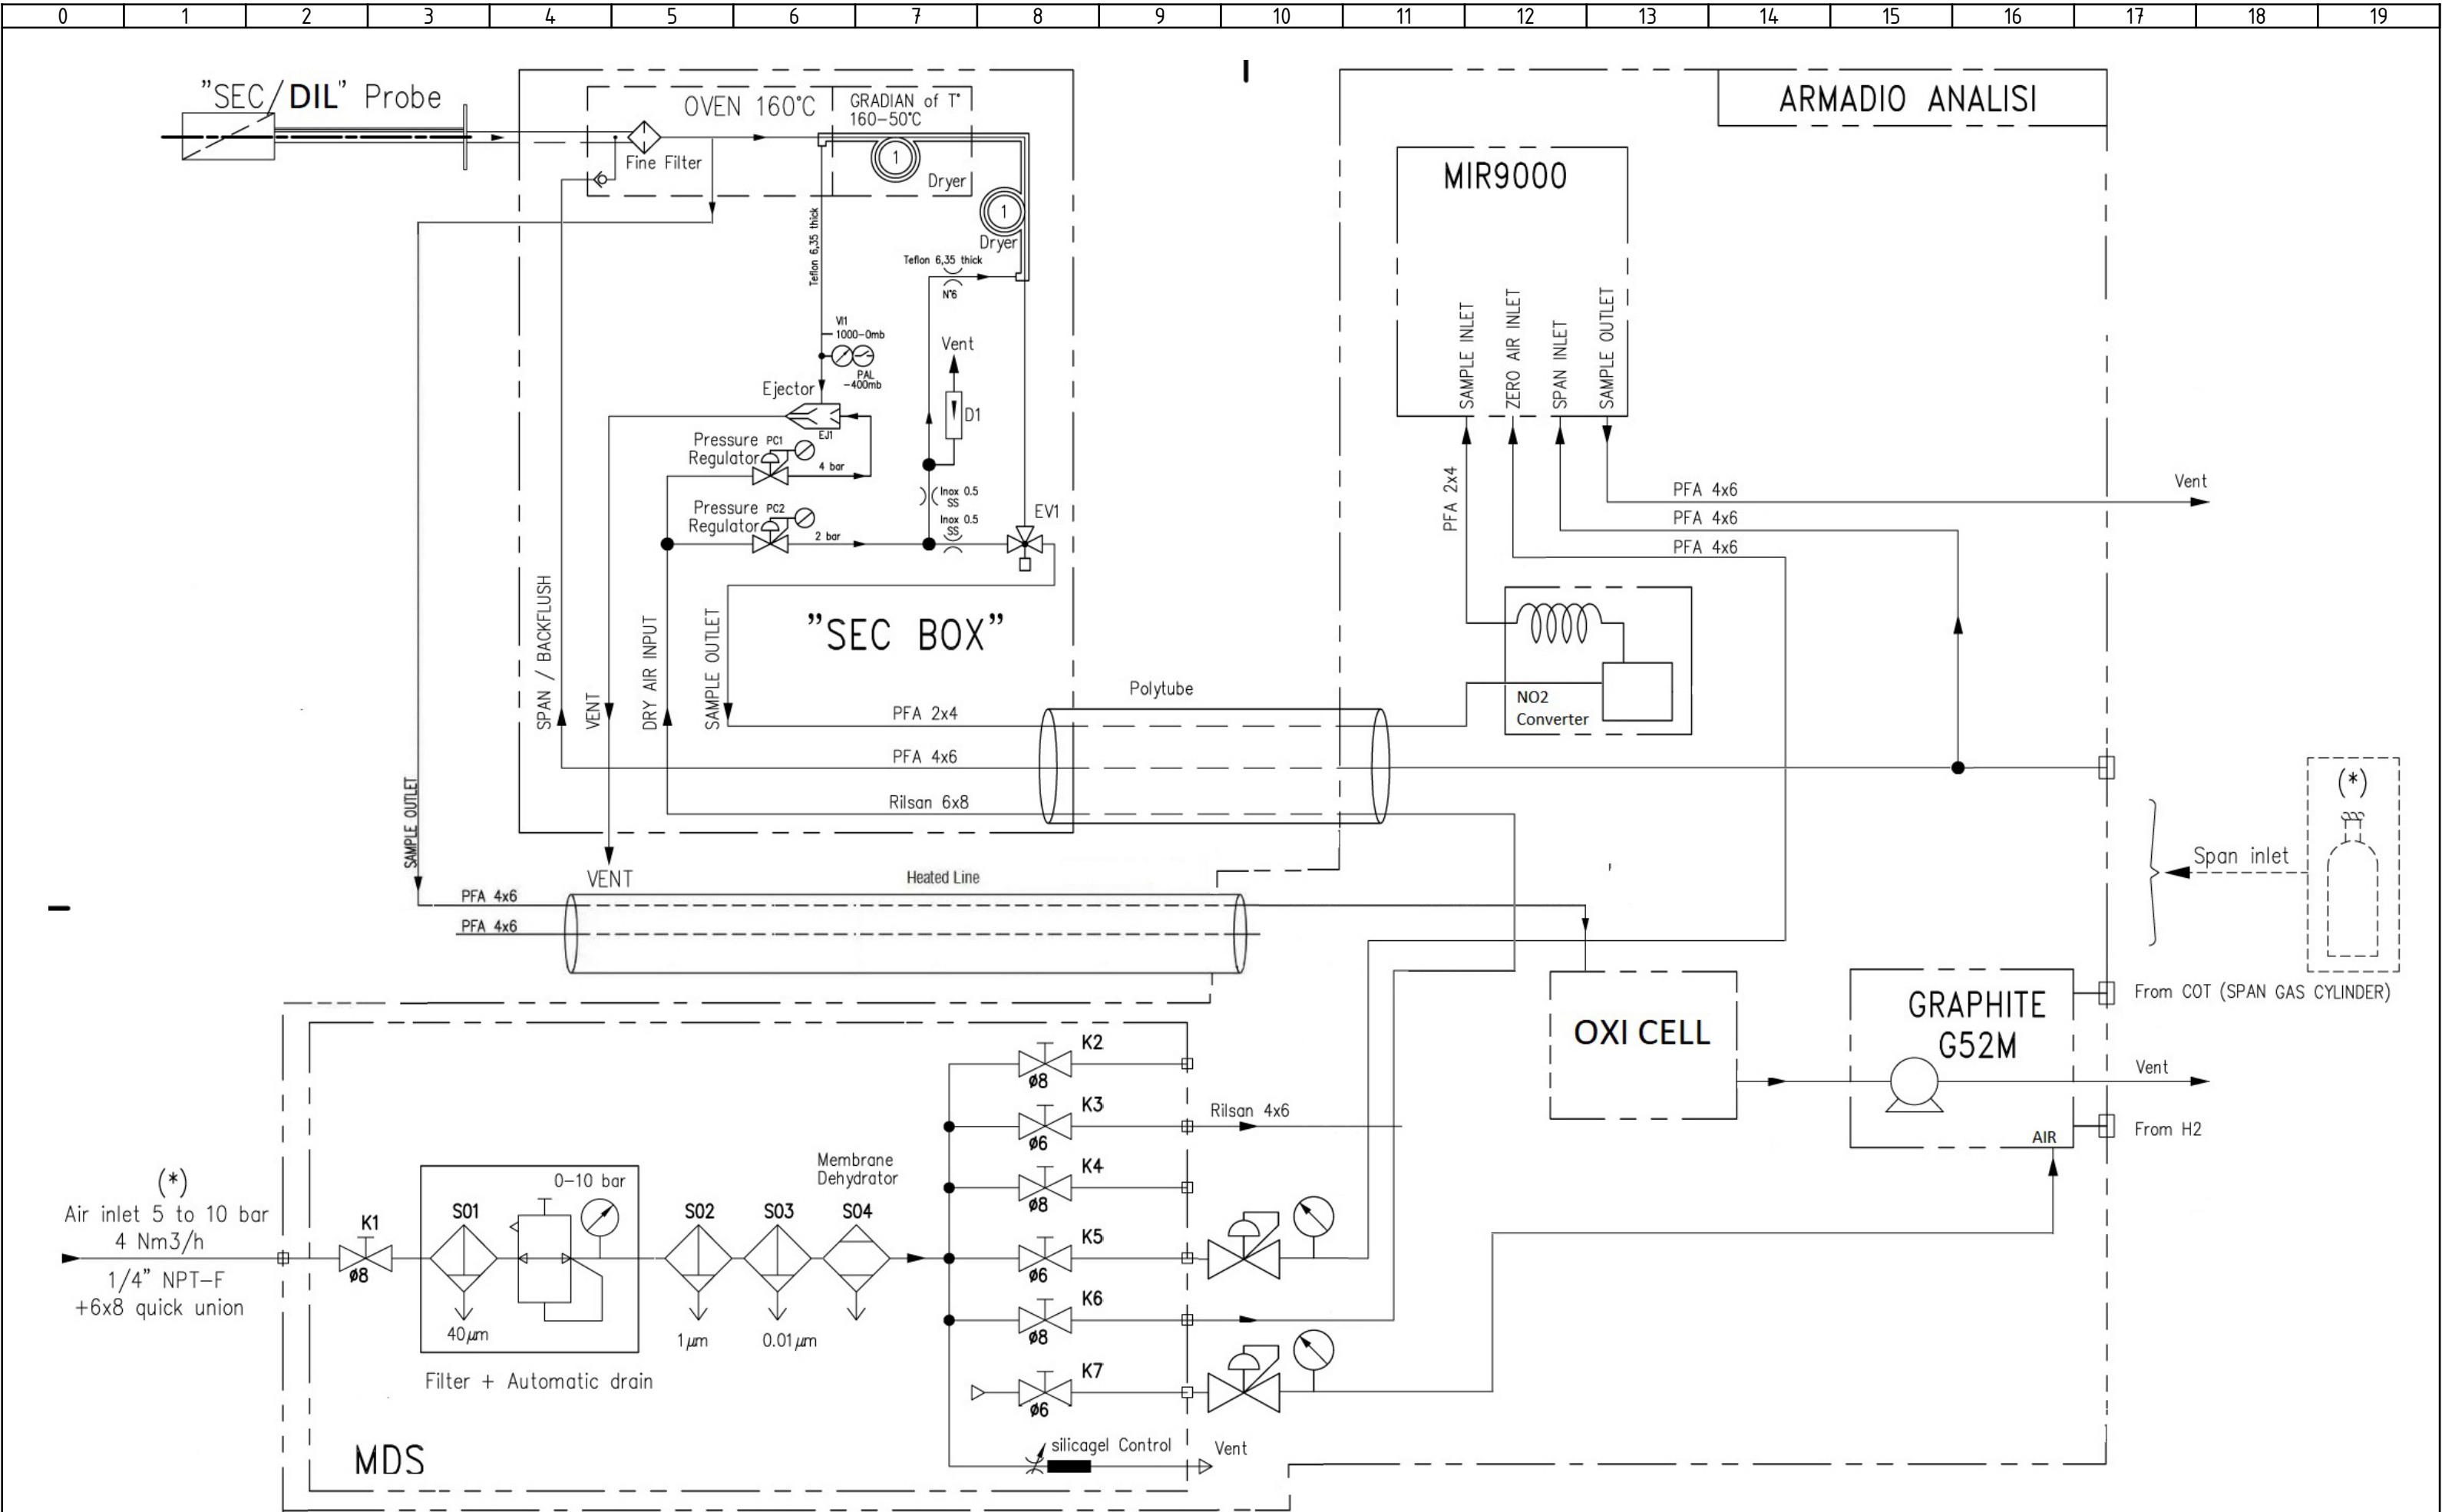 0 1 2 3 4 5 6 7 8 9 10 11 12 13 14 15 16 17 18 19
"SEC/DIL" Probe
OVEN 160°C
GRADIAN of T°
160-50°C
Fine Filter
1
Dryer
1
Dryer
Teflon 6,35 thick
Teflon 6,35 thick
N°6
VI1
1000-0mb
PAL
-400mb
Vent
D1
Ejector
EJ1
Pressure PC1
Regulator
4 bar
Inox 0.5
SS
Pressure PC2
Regulator
2 bar
Inox 0.5
SS
EV1
"SEC BOX"
SPAN / BACKFLUSH
VENT
DRY AIR INPUT
SAMPLE OUTLET
SAMPLE OUTLET
PFA 2x4
PFA 4x6
Rilsan 6x8
Polytube
VENT
Heated Line
PFA 4x6
PFA 4x6
ARMADIO ANALISI
MIR9000
SAMPLE INLET
ZERO AIR INLET
SPAN INLET
SAMPLE OUTLET
PFA 2x4
PFA 4x6
PFA 4x6
PFA 4x6
Vent
NO2
Converter
(*)
Span inlet
OXI CELL
GRAPHITE
G52M
AIR
From COT (SPAN GAS CYLINDER)
Vent
From H2
(*)
Air inlet 5 to 10 bar
4 Nm3/h
1/4" NPT-F
+6x8 quick union
K1
ø8
S01
0-10 bar
40µm
Filter + Automatic drain
S02
1µm
S03
0.01µm
Membrane
Dehydrator
S04
K2
ø8
K3
ø6
Rilsan 4x6
K4
ø8
K5
ø6
K6
ø8
K7
ø6
silicagel Control
Vent
MDS